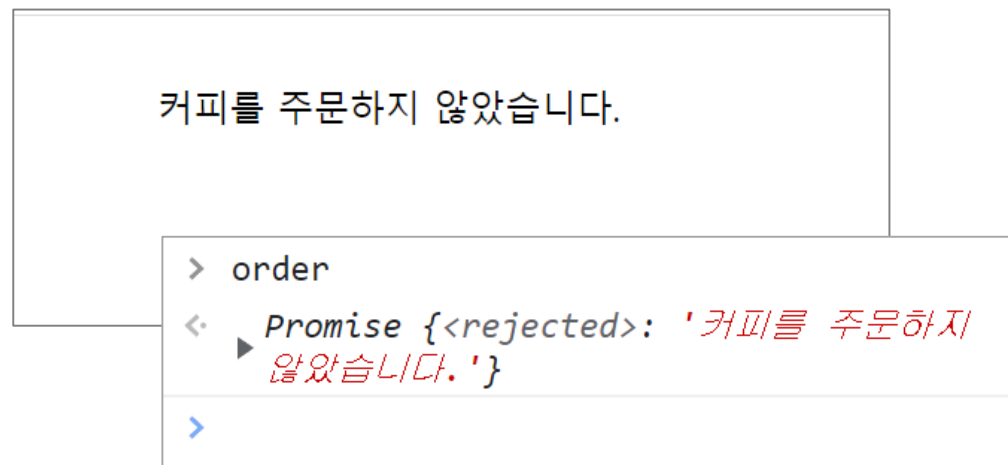 커피를 주문하지 않았습니다.
> order
<· ▶ Promise {<rejected>: '커피를 주문하지
않았습니다.'}
>